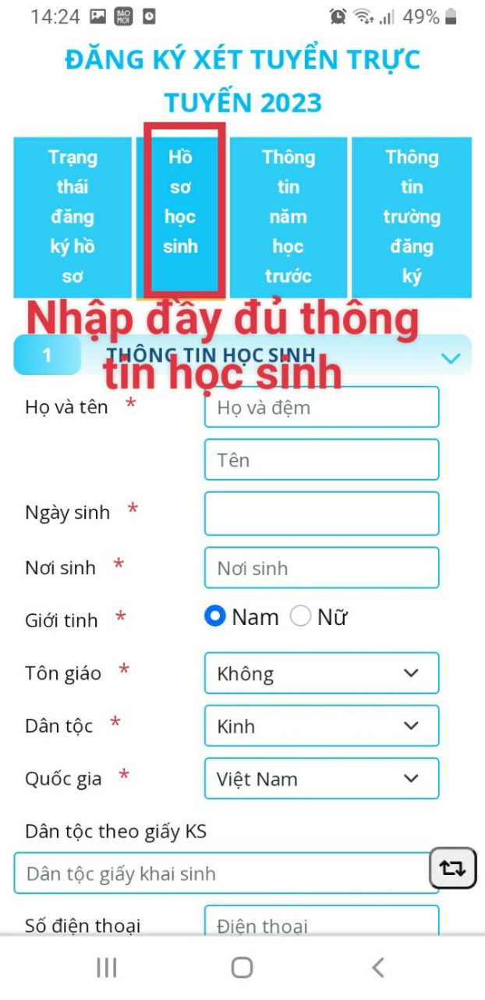 14:24 BÁO MỚI 49%
ĐĂNG KÝ XÉT TUYỂN TRỰC
TUYẾN 2023
Trạng thái đăng ký hồ sơ
Hồ sơ học sinh
Thông tin năm học trước
Thông tin trường đăng ký
Nhập đầy đủ thông
tin học sinh
1 THÔNG TIN HỌC SINH
Họ và tên * Họ và đệm
Tên
Ngày sinh *
Nơi sinh * Nơi sinh
Giới tinh * Nam Nữ
Tôn giáo * Không
Dân tộc * Kinh
Quốc gia * Việt Nam
Dân tộc theo giấy KS
Dân tộc giấy khai sinh
Số điện thoại Điện thoại